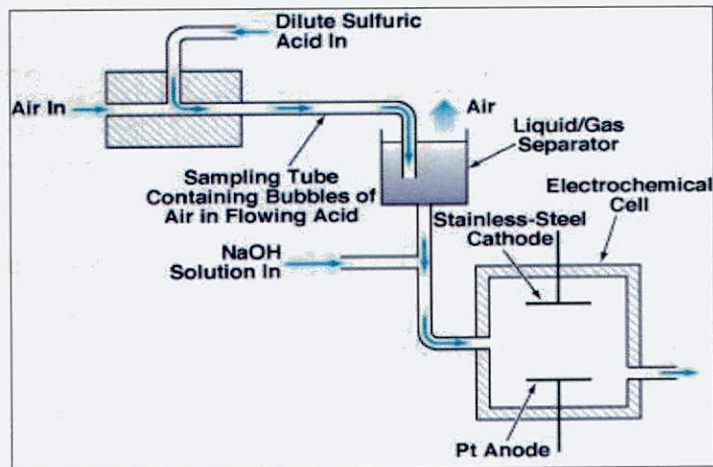 Dilute Sulfuric
Acid In
Air In
Air
Liquid/Gas
Separator
Sampling Tube
Containing Bubbles of
Air in Flowing Acid
Electrochemical
Cell
Stainless-Steel
Cathode
NaOH
Solution In
Pt Anode